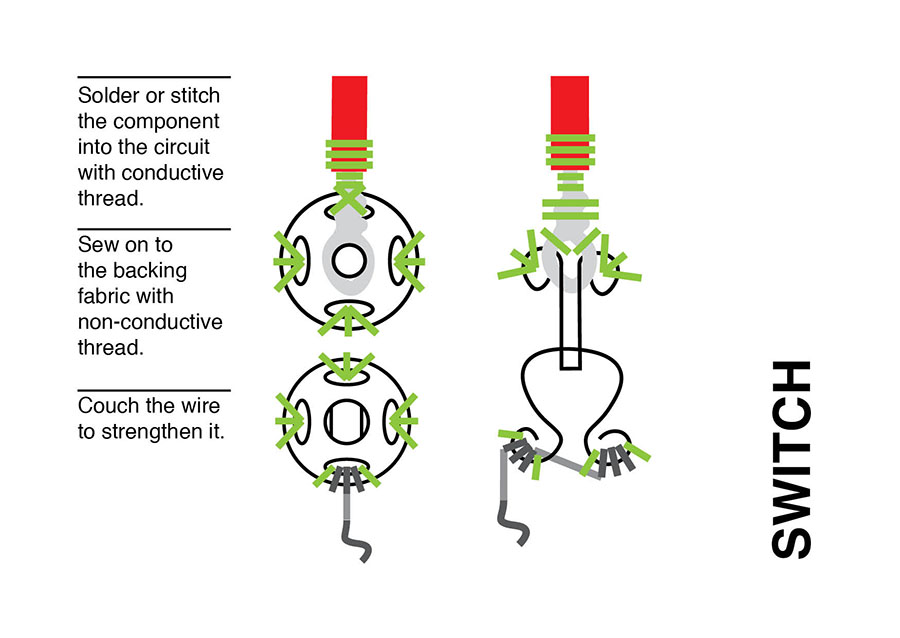 Solder or stitch
the component
into the circuit
with conductive
thread.
Sew on to
the backing
fabric with
non-conductive
thread.
Couch the wire
to strengthen it.
SWITCH